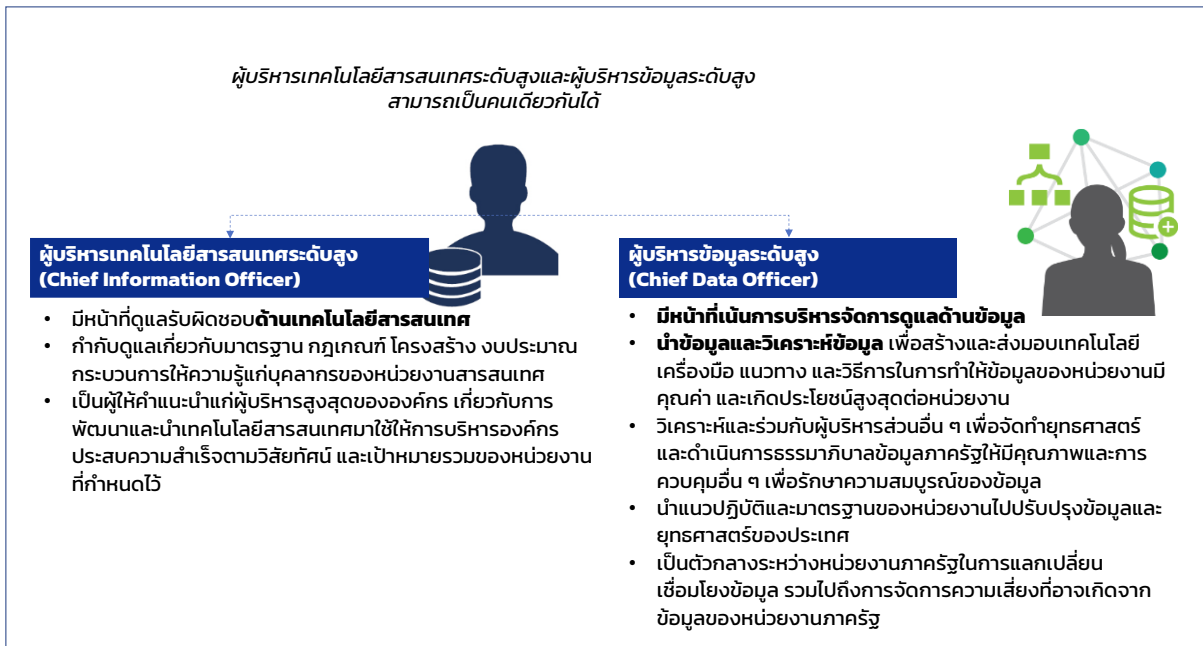 ผู้บริหารเทคโนโลยีสารสนเทศระดับสูงและผู้บริหารข้อมูลระดับสูง
สามารถเป็นคนเดียวกันได้
ผู้บริหารเทคโนโลยีสารสนเทศระดับสูง
(Chief Information Officer)
• มีหน้าที่ดูแลรับผิดชอบด้านเทคโนโลยีสารสนเทศ
• กำกับดูแลเกี่ยวกับมาตรฐาน กฎเกณฑ์ โครงสร้าง งบประมาณ
กระบวนการให้ความรู้แก่บุคลากรของหน่วยงานสารสนเทศ
• เป็นผู้ให้คำแนะนำแก่ผู้บริหารสูงสุดขององค์กร เกี่ยวกับการ
พัฒนาและนำเทคโนโลยีสารสนเทศมาใช้ให้การบริหารองค์กร
ประสบความสำเร็จตามวิสัยทัศน์ และเป้าหมายรวมของหน่วยงาน
ที่กำหนดไว้
ผู้บริหารข้อมูลระดับสูง
(Chief Data Officer)
• มีหน้าที่เน้นการบริหารจัดการดูแลด้านข้อมูล
• นำข้อมูลและวิเคราะห์ข้อมูล เพื่อสร้างและส่งมอบเทคโนโลยี
เครื่องมือ แนวทาง และวิธีการในการทำให้ข้อมูลของหน่วยงานมี
คุณค่า และเกิดประโยชน์สูงสุดต่อหน่วยงาน
• วิเคราะห์และร่วมกับผู้บริหารส่วนอื่น ๆ เพื่อจัดทำยุทธศาสตร์
และดำเนินการธรรมาภิบาลข้อมูลภาครัฐให้มีคุณภาพและการ
ควบคุมอื่น ๆ เพื่อรักษาความสมบูรณ์ของข้อมูล
• นำแนวปฏิบัติและมาตรฐานของหน่วยงานไปปรับปรุงข้อมูลและ
ยุทธศาสตร์ของประเทศ
• เป็นตัวกลางระหว่างหน่วยงานภาครัฐในการแลกเปลี่ยน
เชื่อมโยงข้อมูล รวมไปถึงการจัดการความเสี่ยงที่อาจเกิดจาก
ข้อมูลของหน่วยงานภาครัฐ